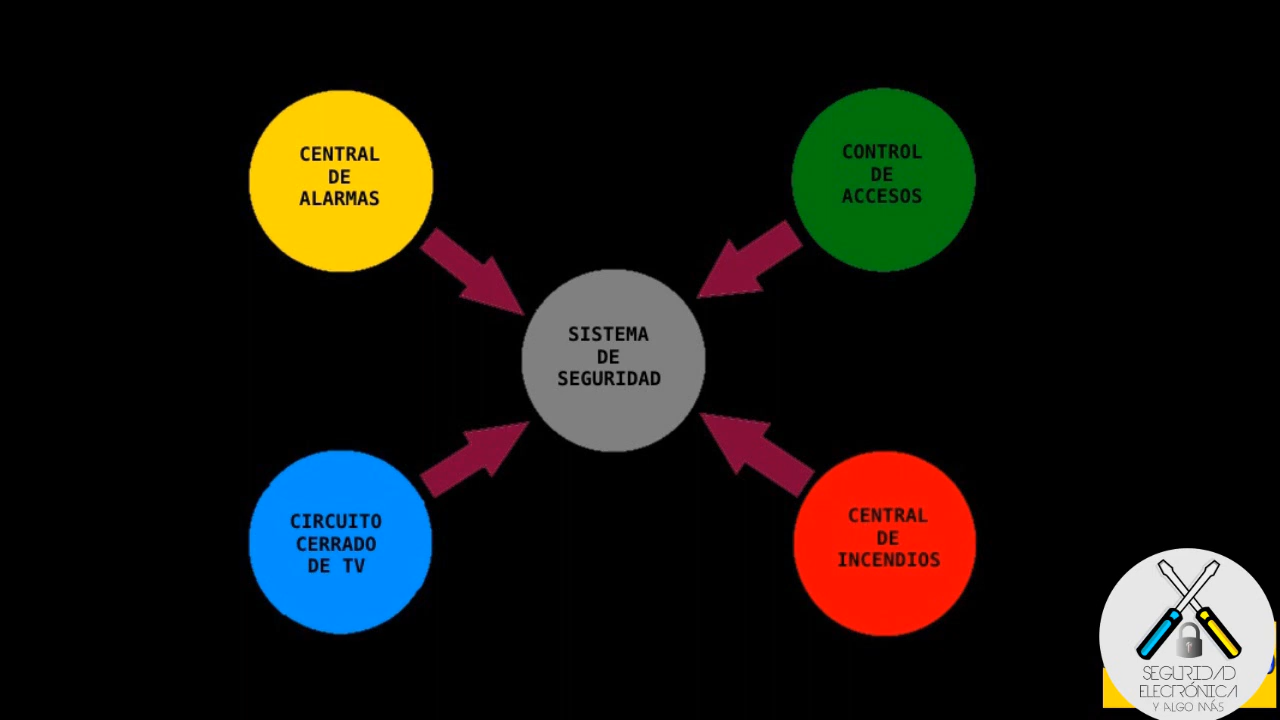 CENTRAL
DE
ALARMAS
CONTROL
DE
ACCESOS
SISTEMA
DE
SEGURIDAD
CIRCUITO
CERRADO
DE TV
CENTRAL
DE
INCENDIOS
SEGURIDAD
ELECTRÓNICA
Y ALGO MÁS